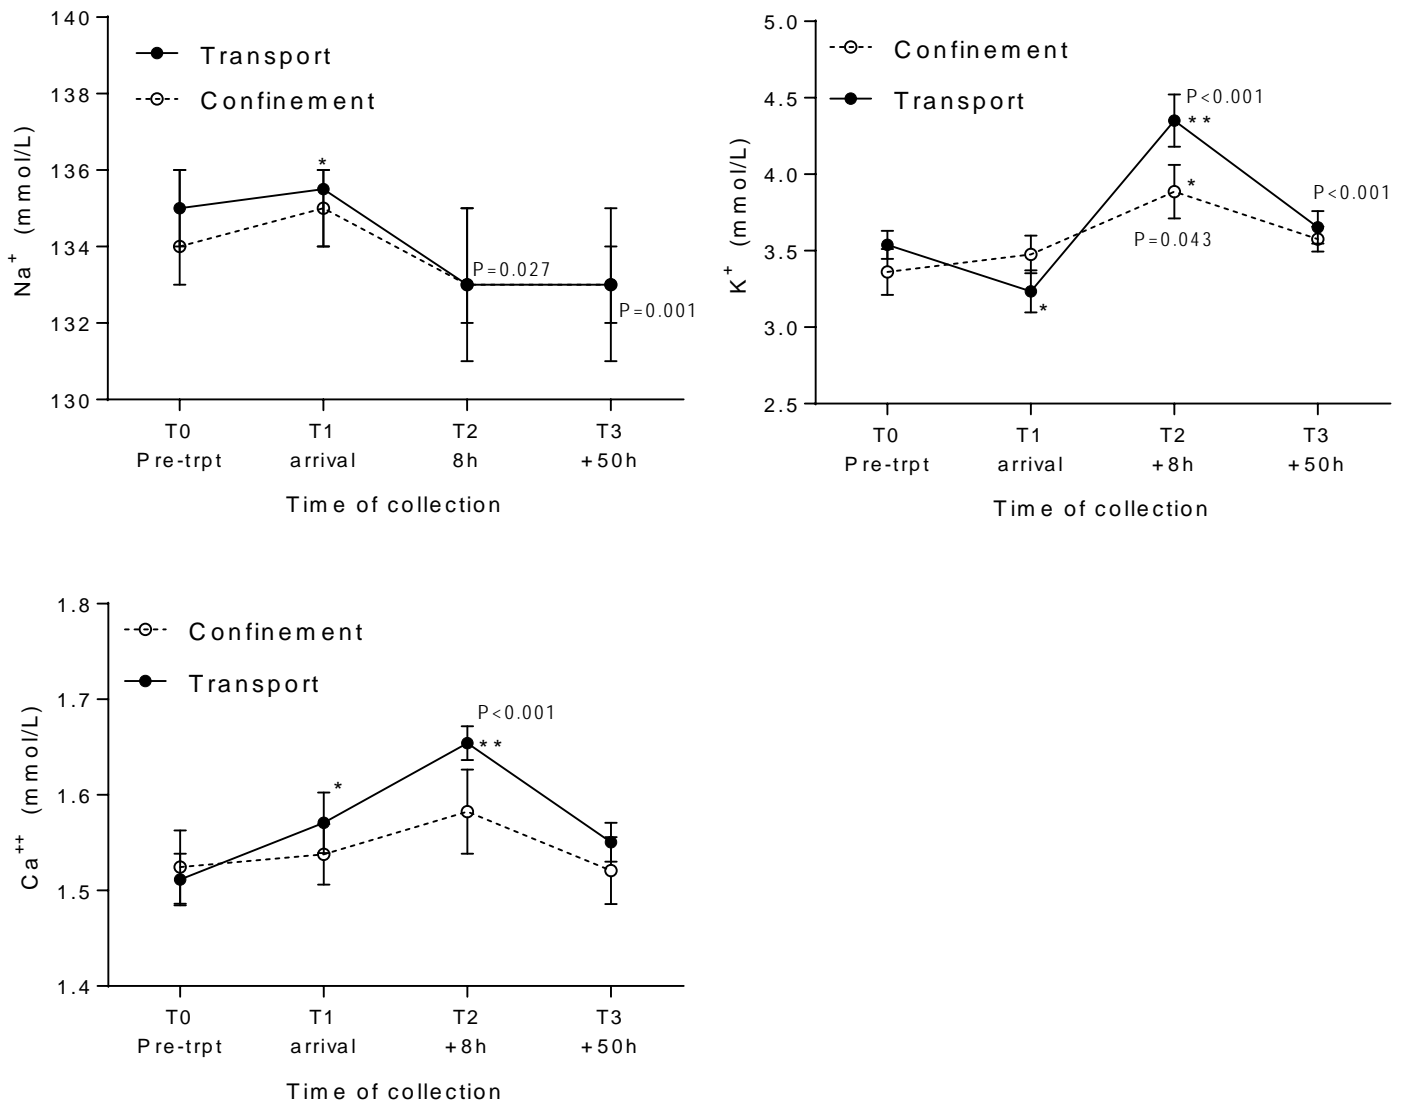 140
138
136
134
132
130
Na+ (mmol/L)
Transport
Confinement
*
P=0.027
P=0.001
T0 T1 T2 T3
Pre-trpt arrival 8h +50h
Time of collection
5.0
4.5
4.0
3.5
3.0
2.5
K+ (mmol/L)
Confinement
Transport
P<0.001
**
*
P=0.043
P<0.001
*
T0 T1 T2 T3
Pre-trpt arrival +8h +50h
Time of collection
1.8
1.7
1.6
1.5
1.4
Ca++ (mmol/L)
Confinement
Transport
P<0.001
**
*
T0 T1 T2 T3
Pre-trpt arrival +8h +50h
Time of collection